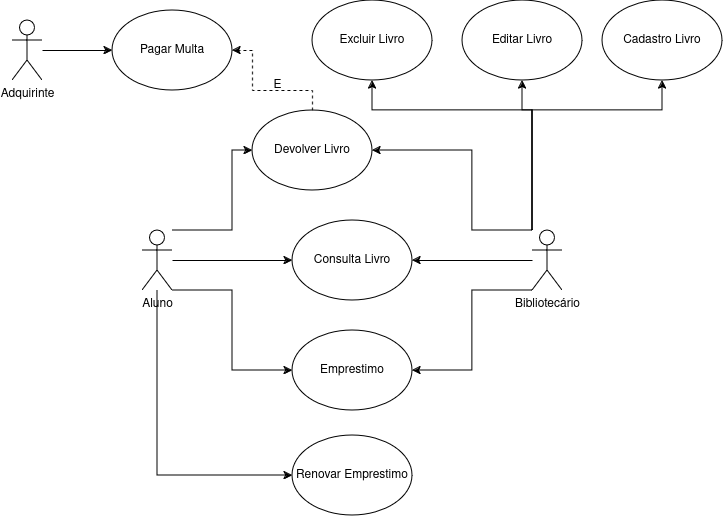 Pagar Multa
Excluir Livro
Editar Livro
Cadastro Livro
Adquirinte
E
Devolver Livro
Consulta Livro
Aluno
Bibliotecário
Emprestimo
Renovar Emprestimo